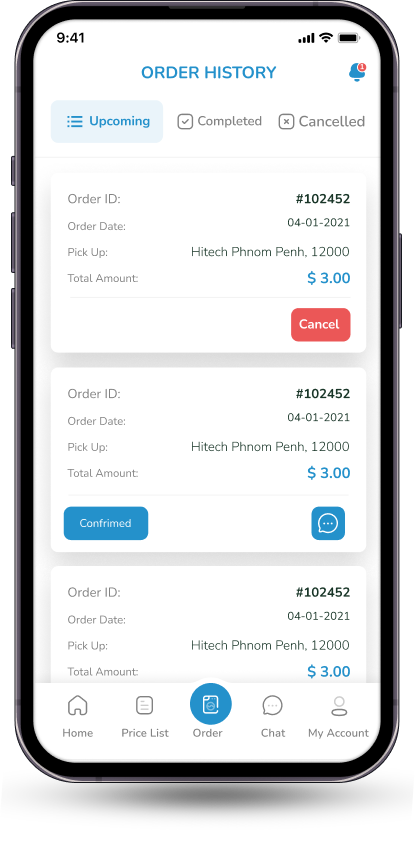 9:41
ORDER HISTORY
1
Upcoming Completed Cancelled
Order ID: #102452
Order Date: 04-01-2021
Pick Up: Hitech Phnom Penh, 12000
Total Amount: $ 3.00
Cancel
Order ID: #102452
Order Date: 04-01-2021
Pick Up: Hitech Phnom Penh, 12000
Total Amount: $ 3.00
Confrimed
Order ID: #102452
Order Date: 04-01-2021
Pick Up: Hitech Phnom Penh, 12000
Total Amount: $ 3.00
Home Price List Order Chat My Account